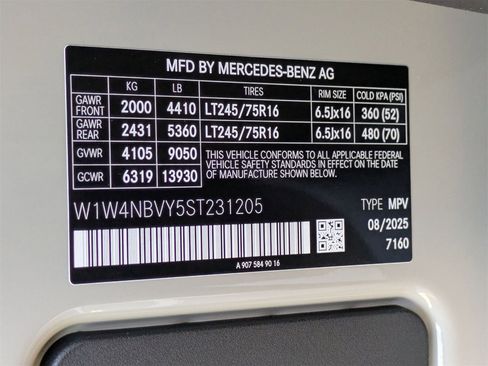 MFD BY MERCEDES-BENZ AG
KG LB TIRES RIM SIZE COLD KPA (PSI)
GAWR FRONT 2000 4410 LT245/75R16 6.5Jx16 360 (52)
GAWR REAR 2431 5360 LT245/75R16 6.5Jx16 480 (70)
GVWR 4105 9050 THIS VEHICLE CONFORMS TO ALL APPLICABLE FEDERAL
VEHICLE SAFETY STANDARDS IN EFFECT ON THE DATE OF
GCWR 6319 13930 MANUFACTURE SHOWN BELOW.
W1W4NBVY5ST231205 TYPE MPV
08/2025
7160
A 907 584 90 16